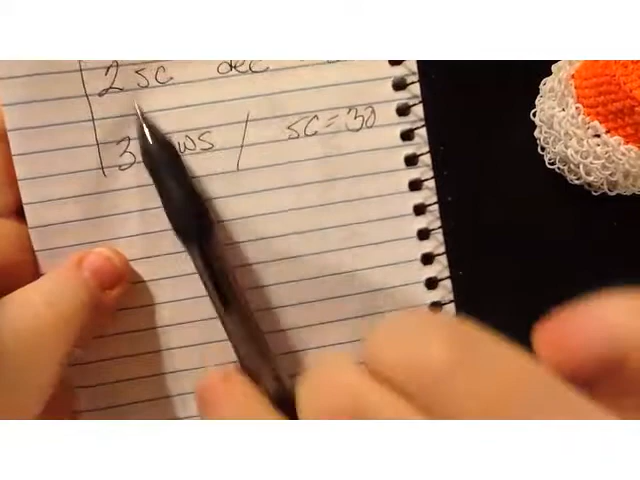 2 sc dec
3 / sc = 30